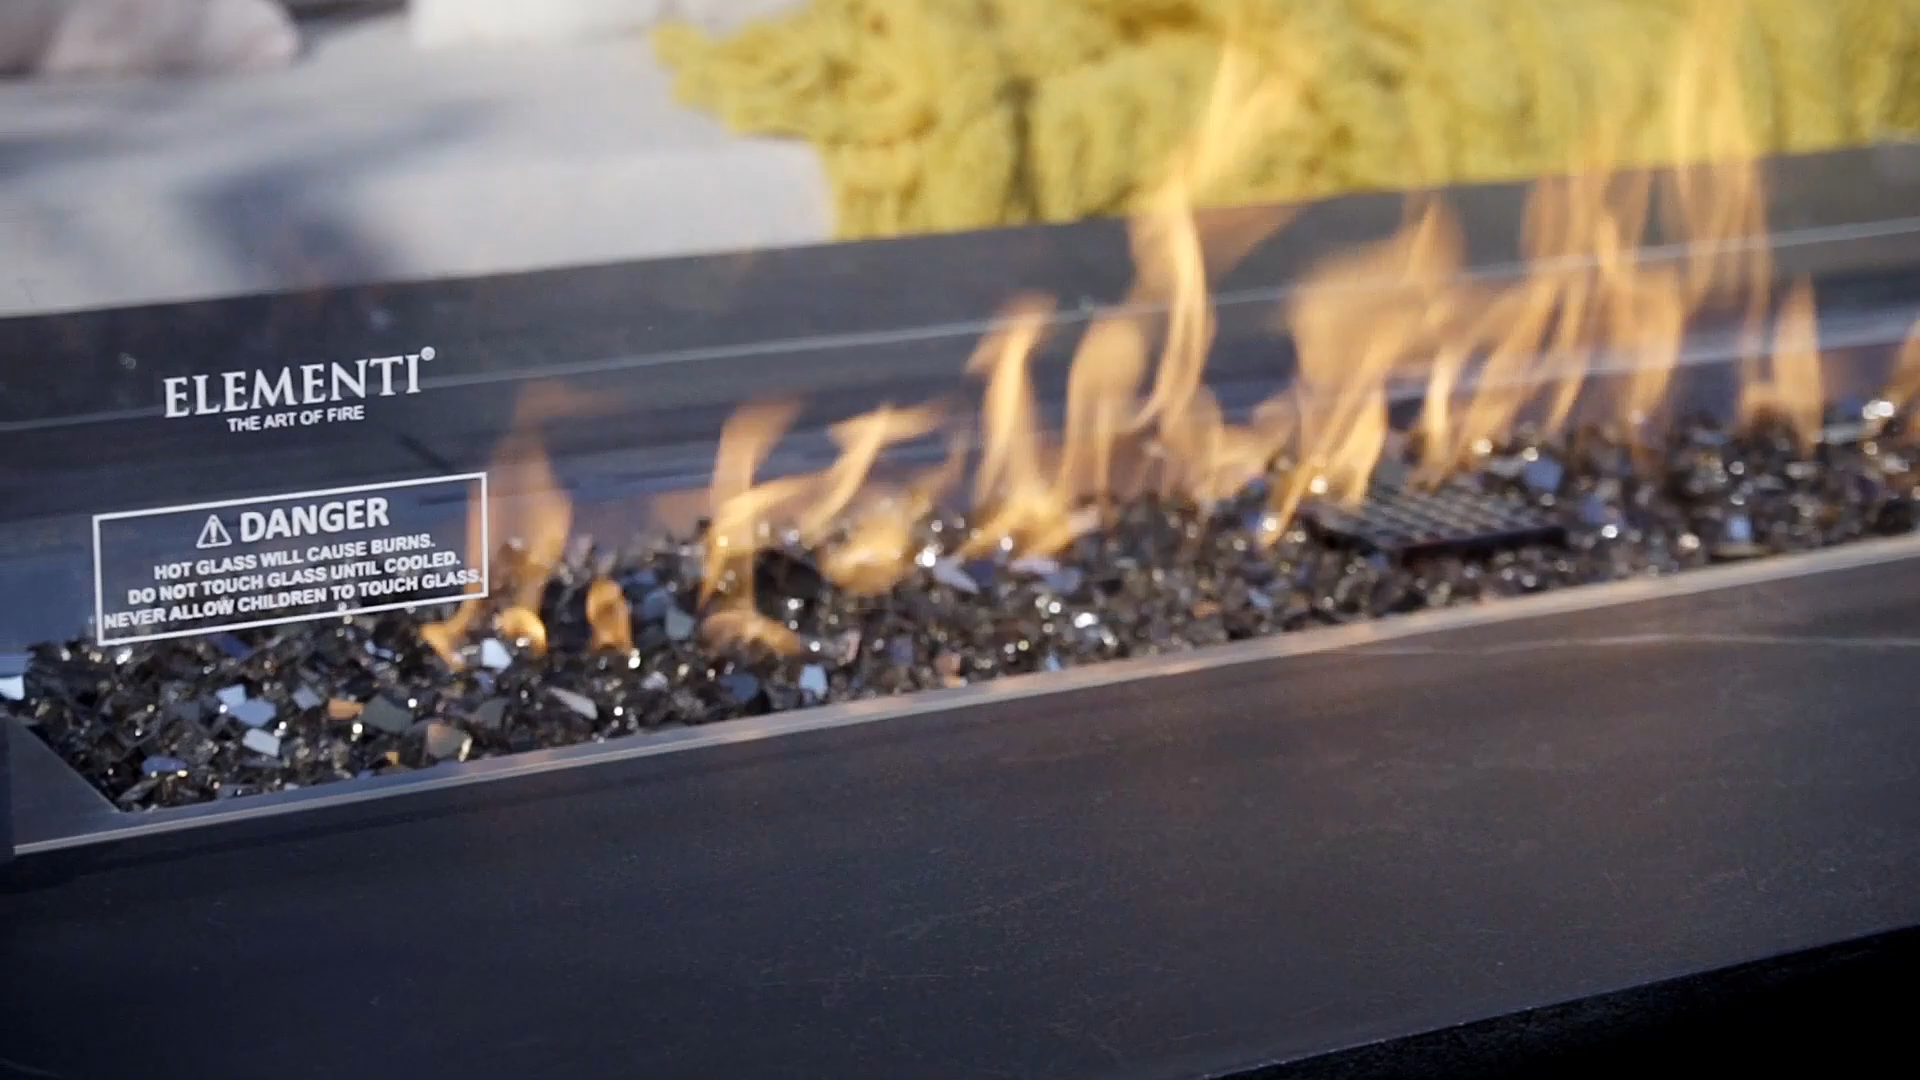 ELEMENTI®
THE ART OF FIRE
⚠ DANGER
HOT GLASS WILL CAUSE BURNS.
DO NOT TOUCH GLASS UNTIL COOLED.
NEVER ALLOW CHILDREN TO TOUCH GLASS.